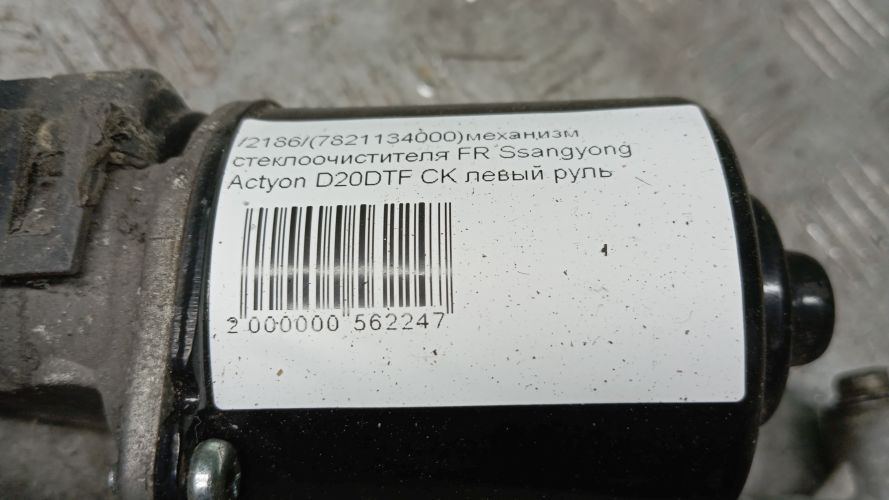 /2186/(7821134000)механизм
стеклоочистителя FR Ssangyong
Actyon D20DTF CK левый руль
2 000000 562247